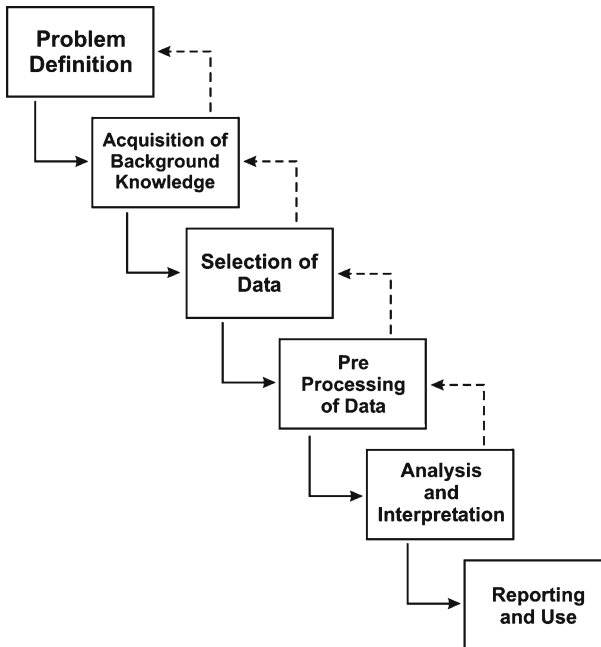 Problem
Definition
Acquisition of
Background
Knowledge
Selection of
Data
Pre
Processing
of Data
Analysis
and
Interpretation
Reporting
and Use